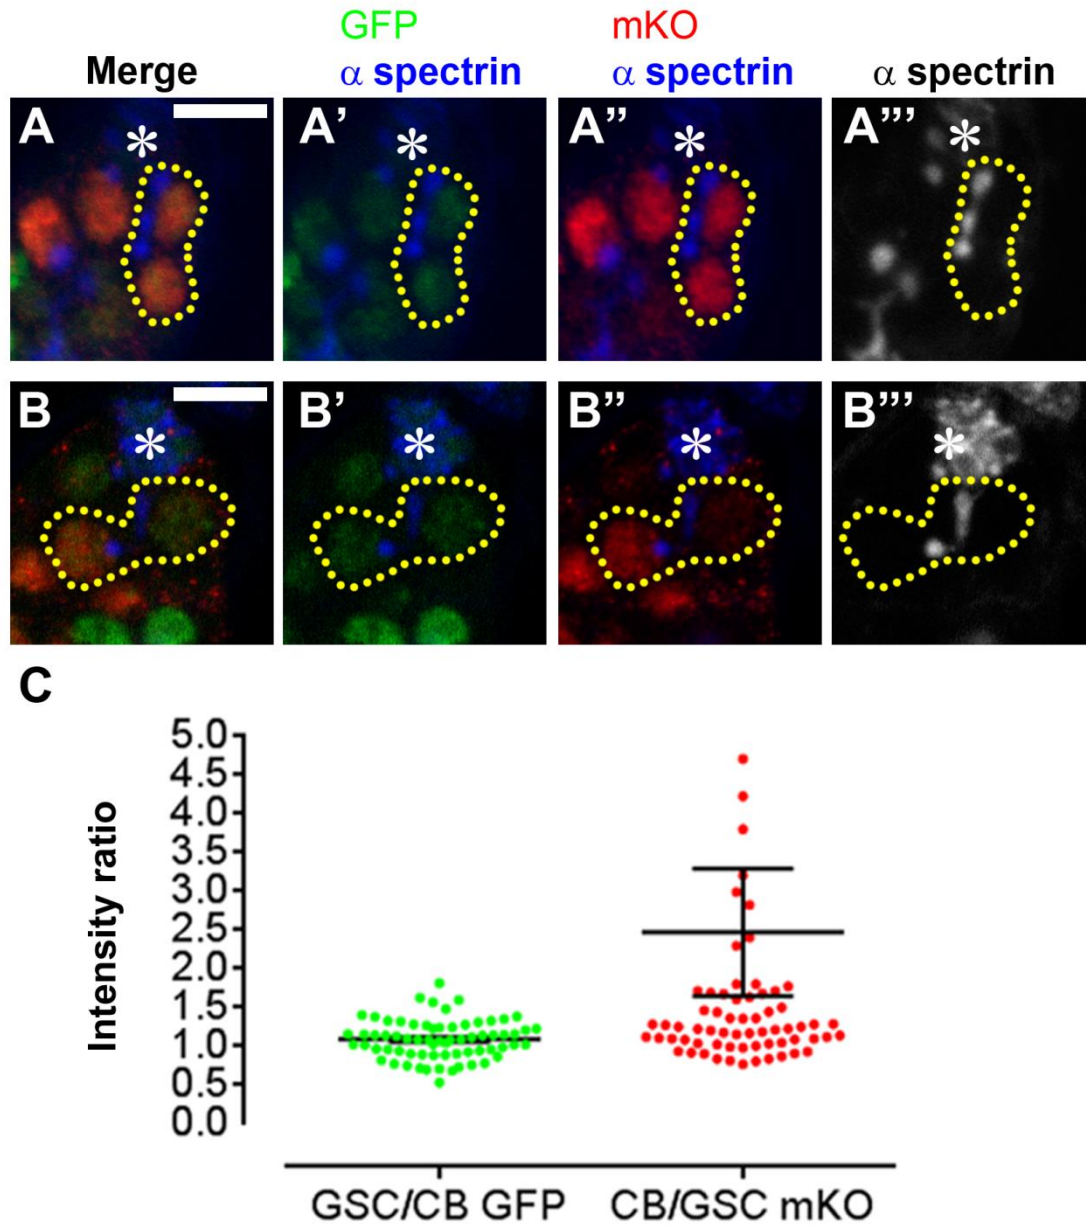 GFP mKO
Merge α spectrin α spectrin α spectrin
A A’ A’’ A’’’
* * * *
B B’ B’’ B’’’
* * * *
C
5.0
4.5
4.0
3.5
3.0
2.5
2.0
1.5
1.0
0.5
0.0
Intensity ratio
GSC/CB GFP CB/GSC mKO